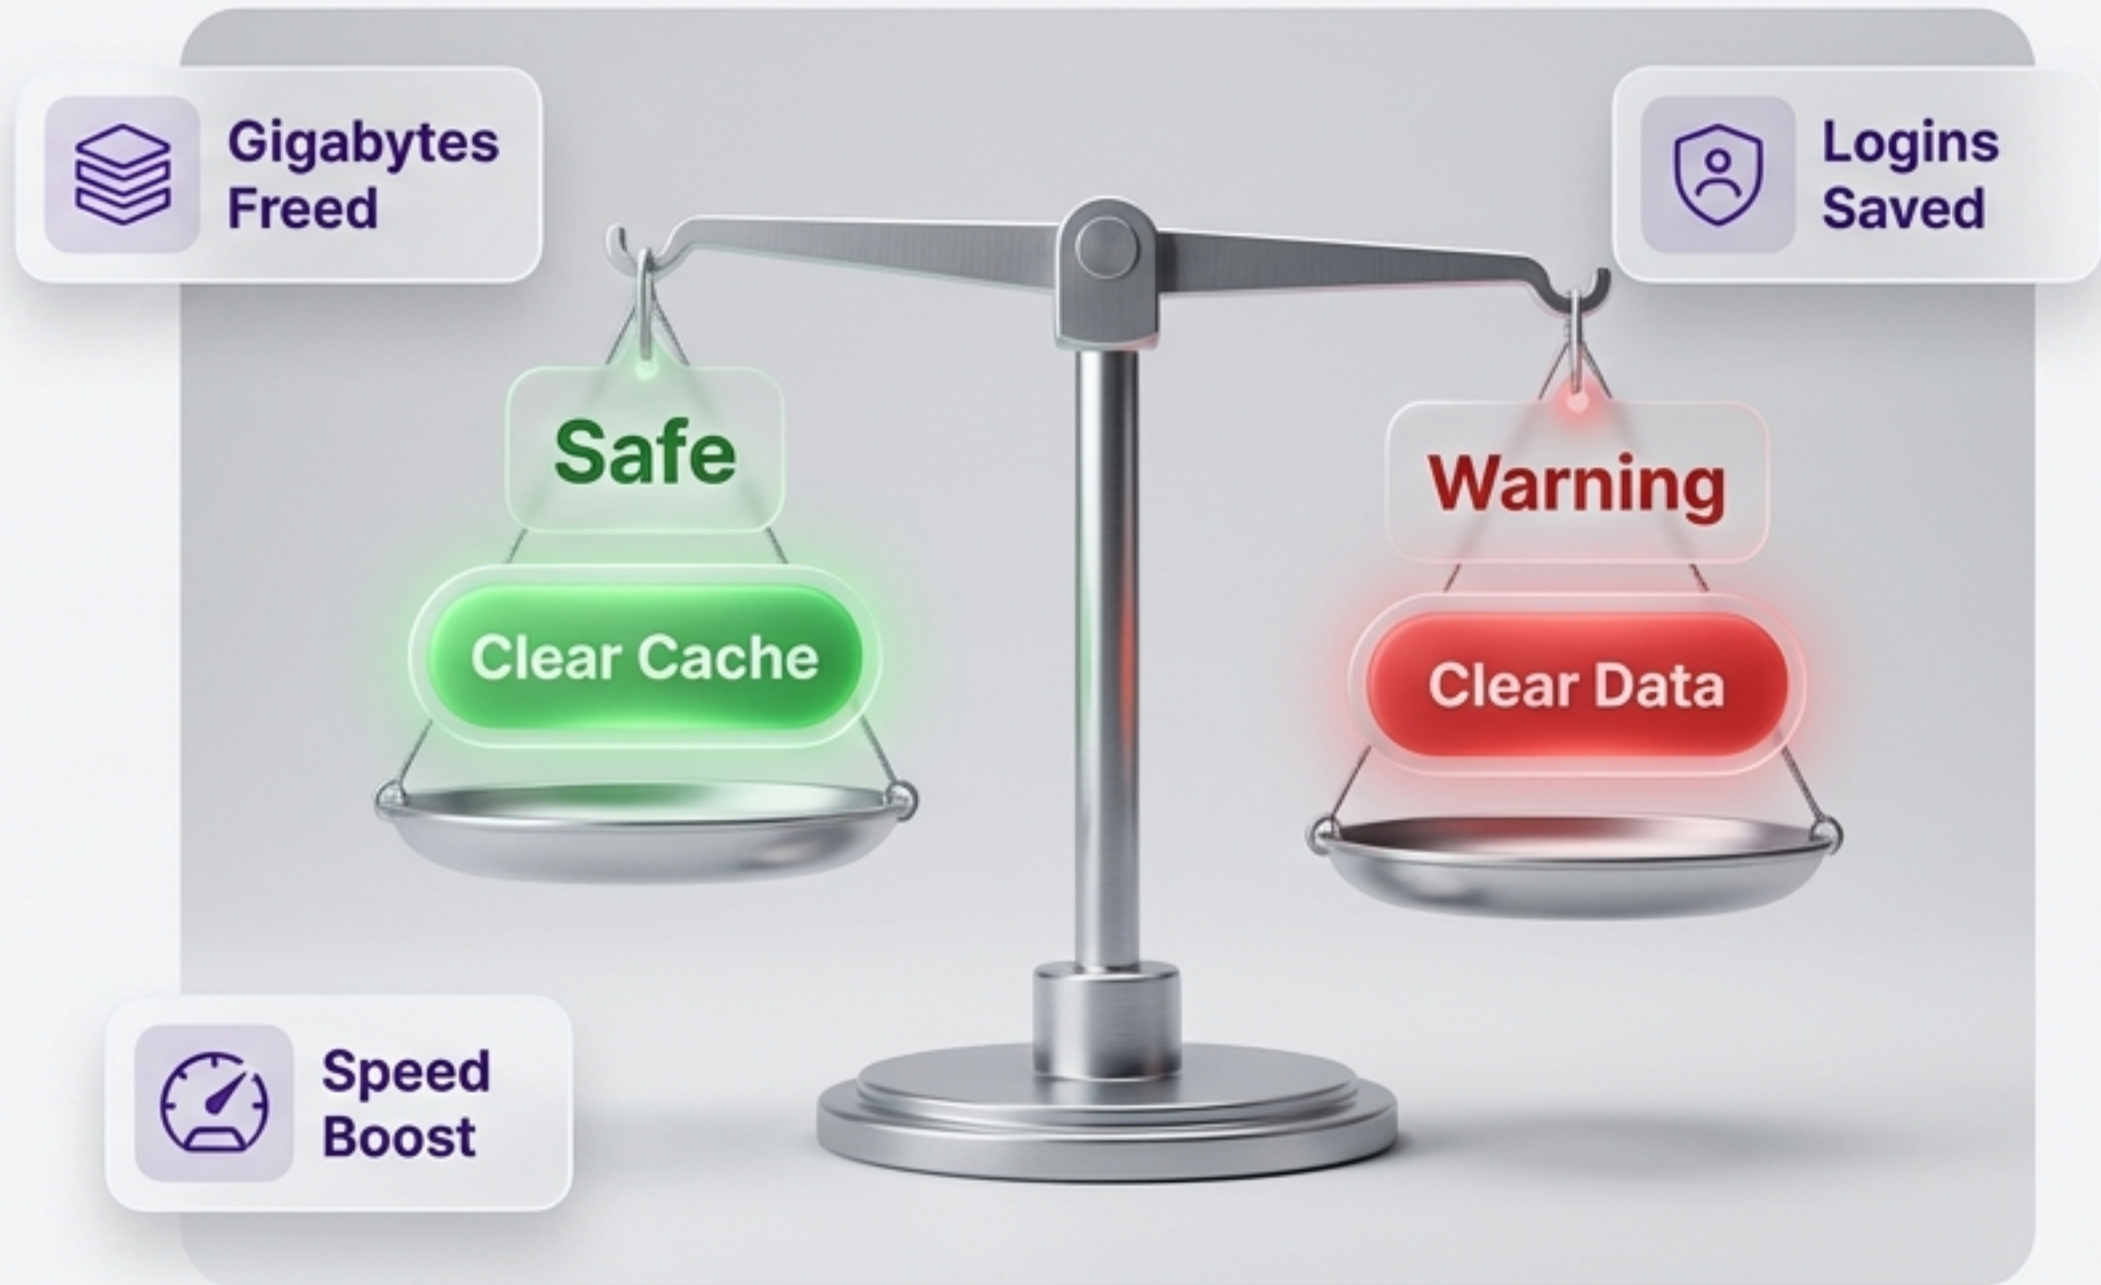 Gigabytes
Freed
Logins
Saved
Safe
Warning
Clear Cache
Clear Data
Speed
Boost